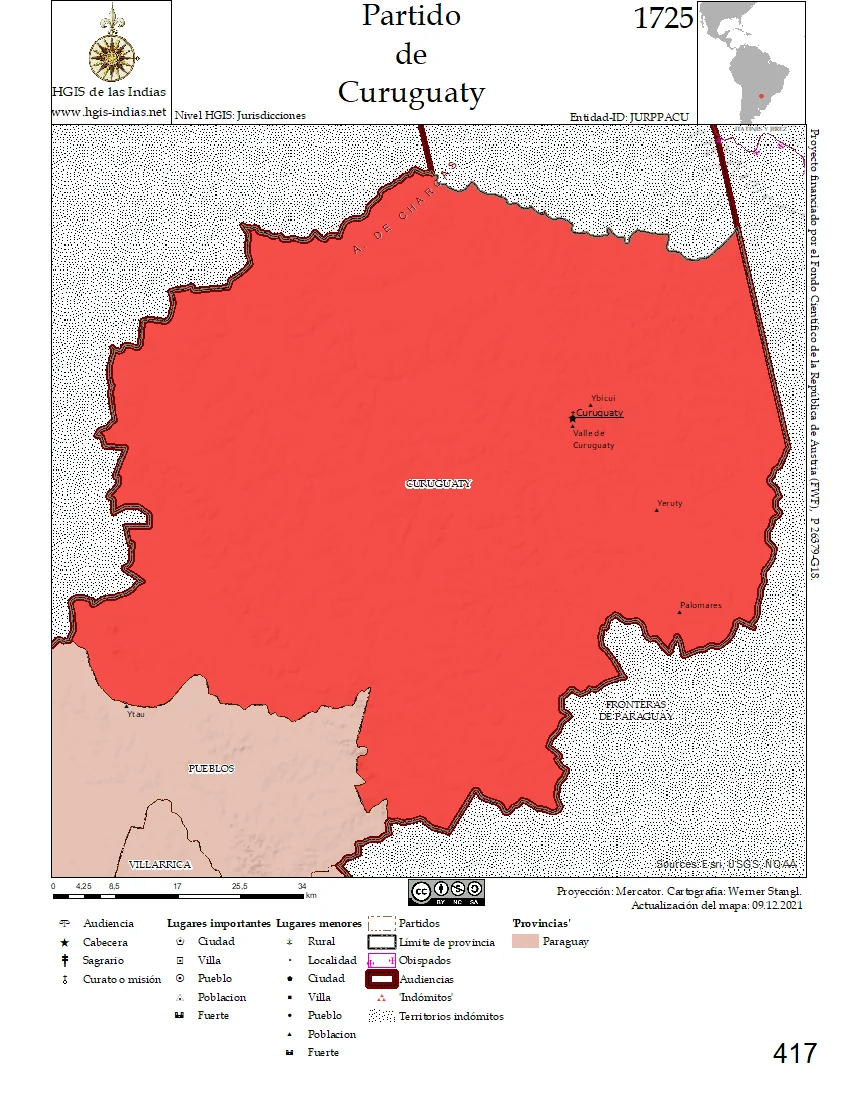 Partido
de
Curuguaty
1725
HGIS de las Indias
www.hgis-indias.net
Nivel HGIS: Jurisdicciones
Entidad-ID: JURPPACU
Proyecto financiado por el Fondo Científico de la República de Austria (FWF), P 26379-G18
A. DE CHARCAS
Ybicui
Curuguaty
Valle de
Curuguaty
CURUGUATY
Yeruty
Palomares
FRONTERAS
DE PARAGUAY
Ytau
PUEBLOS
VILLARRICA
Sources: Esri, USGS, NOAA
0 4,25 8,5 17 25,5 34
km
cc BY NC SA
Proyección: Mercator. Cartografía: Werner Stangl.
Actualización del mapa: 09.12.2021
Audiencia
Cabecera
Sagrario
Curato o misión
Lugares importantes
Ciudad
Villa
Pueblo
Poblacion
Fuerte
Lugares menores
Rural
Localidad
Ciudad
Villa
Pueblo
Poblacion
Fuerte
Partidos
Límite de provincia
Obispados
Audiencias
'Indómitos'
Territorios indómitos
'Provincias'
Paraguay
417